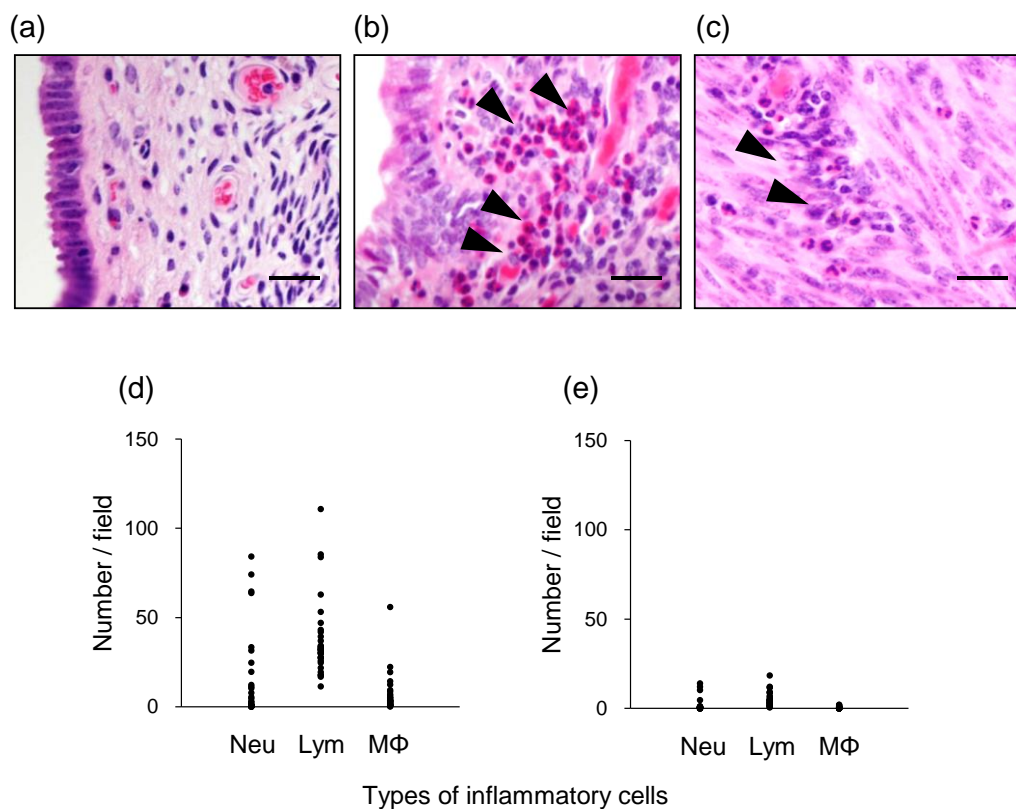 (a)
(b)
(c)
(d)
(e)
150
100
50
0
Number / field
Neu Lym MΦ
150
100
50
0
Number / field
Neu Lym MΦ
Types of inflammatory cells